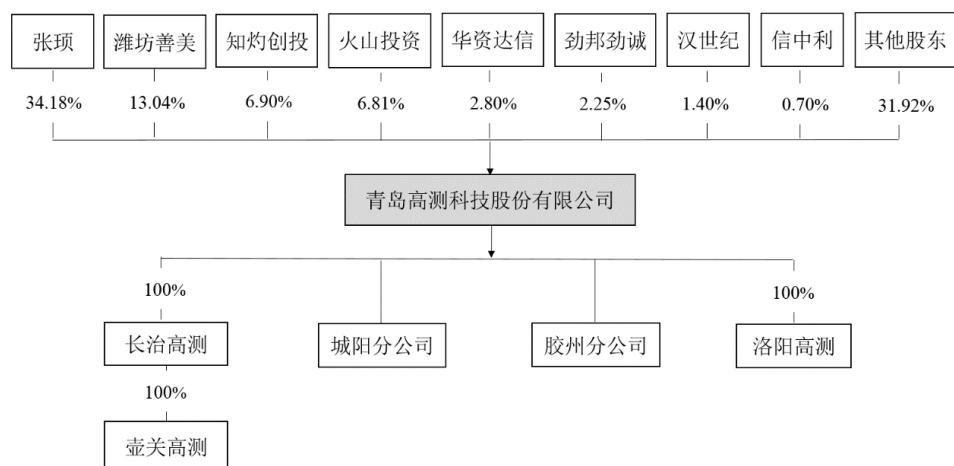 张顼 潍坊善美 知灼创投 火山投资 华资达信 劲邦劲诚 汉世纪 信中利 其他股东
34.18% 13.04% 6.90% 6.81% 2.80% 2.25% 1.40% 0.70% 31.92%
青岛高测科技股份有限公司
100% 100%
长治高测 城阳分公司 胶州分公司 洛阳高测
100%
壶关高测